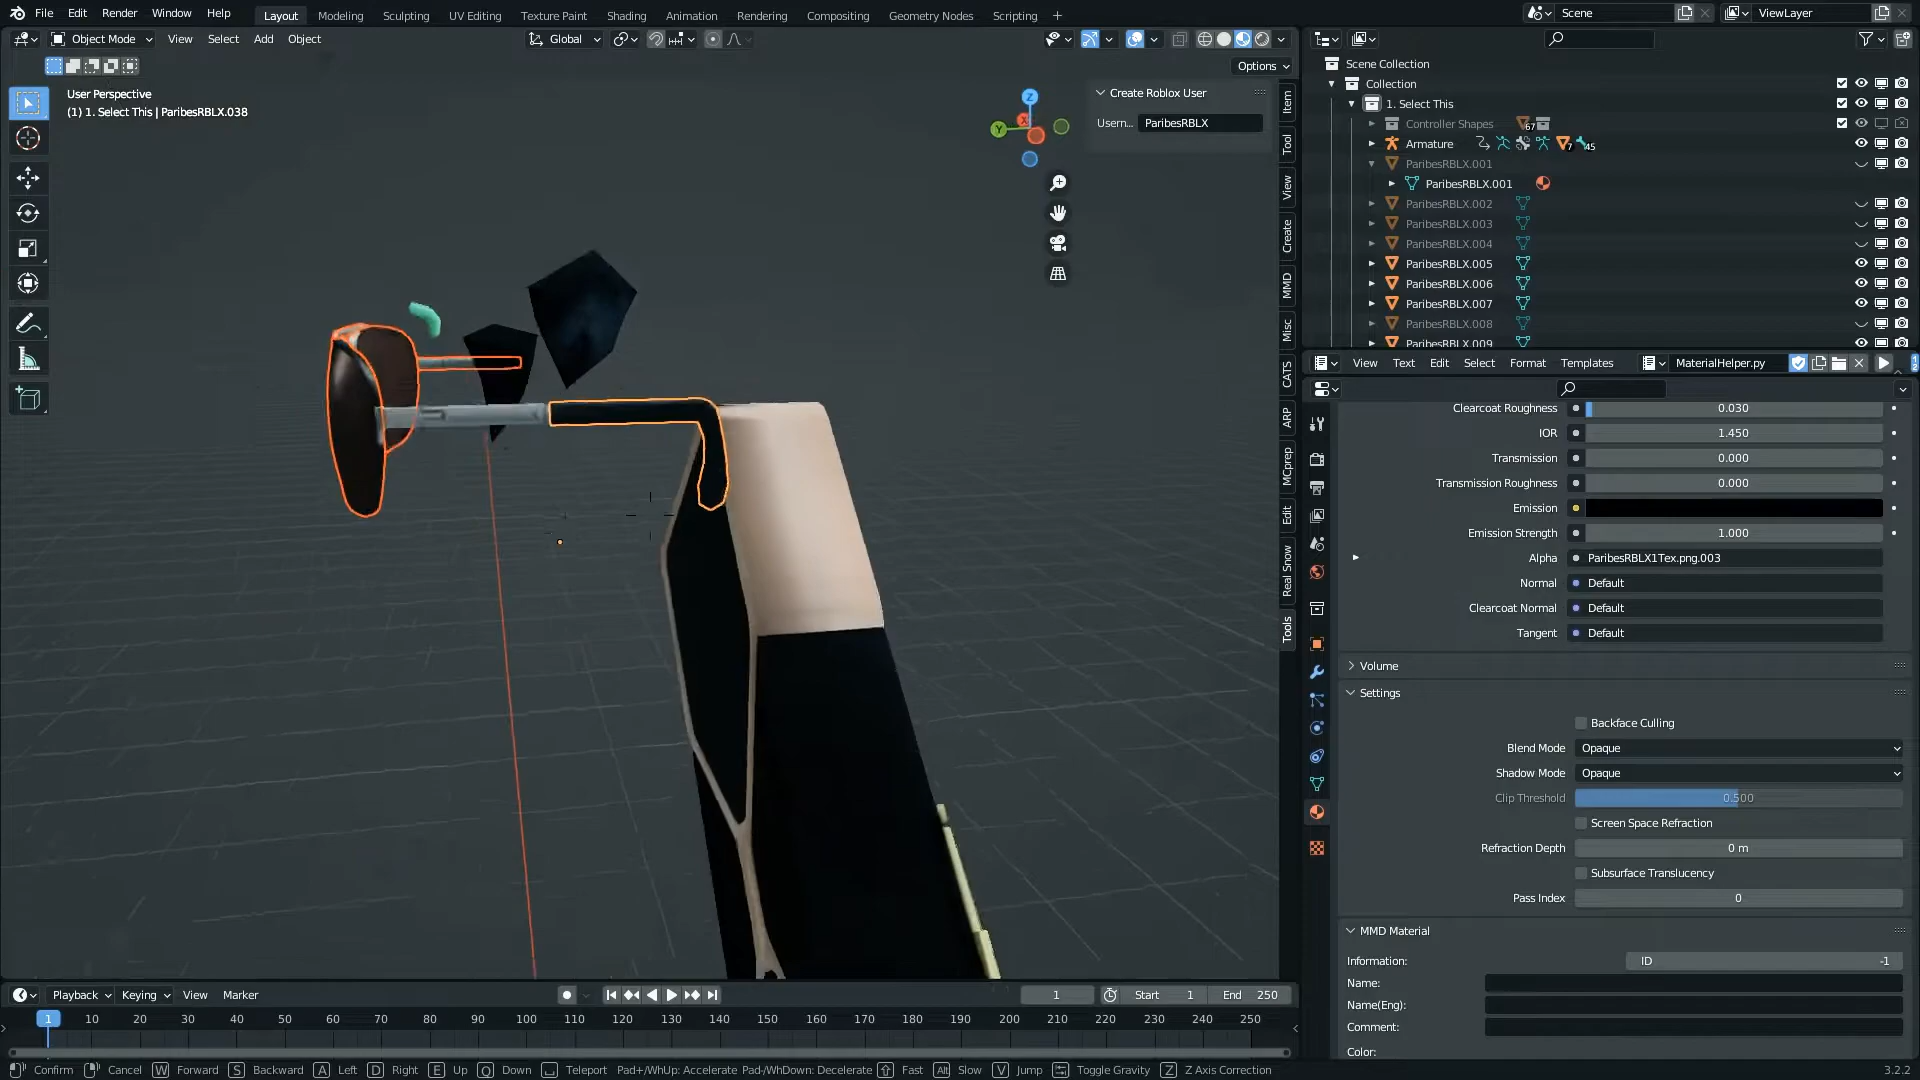 File Edit Render Window Help
Layout Modeling Sculpting UV Editing Texture Paint Shading Animation Rendering Compositing Geometry Nodes Scripting +
Scene
ViewLayer
Object Mode View Select Add Object
Global
Options
User Perspective
(1) 1. Select This | ParibesRBLX.038
Z
Y
X
Create Roblox User
Usern... ParibesRBLX
Item
Tool
View
Create
MMD
Misc
CATS
ARP
MCprep
Edit
Real Snow
Tools
Scene Collection
Collection
1. Select This
Controller Shapes 67
Armature 7 45
ParibesRBLX.001
ParibesRBLX.001
ParibesRBLX.002
ParibesRBLX.003
ParibesRBLX.004
ParibesRBLX.005
ParibesRBLX.006
ParibesRBLX.007
ParibesRBLX.008
ParibesRBLX.009
View Text Edit Select Format Templates MaterialHelper.py
Clearcoat Roughness 0.030
IOR 1.450
Transmission 0.000
Transmission Roughness 0.000
Emission
Emission Strength 1.000
Alpha ParibesRBLX1Tex.png.003
Normal Default
Clearcoat Normal Default
Tangent Default
Volume
Settings
Backface Culling
Blend Mode Opaque
Shadow Mode Opaque
Clip Threshold 0.500
Screen Space Refraction
Refraction Depth 0 m
Subsurface Translucency
Pass Index 0
MMD Material
Information: ID -1
Name:
Name(Eng):
Comment:
Color:
Playback Keying View Marker
1 Start 1 End 250
1 10 20 30 40 50 60 70 80 90 100 110 120 130 140 150 160 170 180 190 200 210 220 230 240 250
Confirm Cancel W Forward S Backward A Left D Right E Up Q Down Teleport Pad+/WhUp: Accelerate Pad-/WhDown: Decelerate Fast Alt Slow V Jump Toggle Gravity Z Z Axis Correction
3.2.2